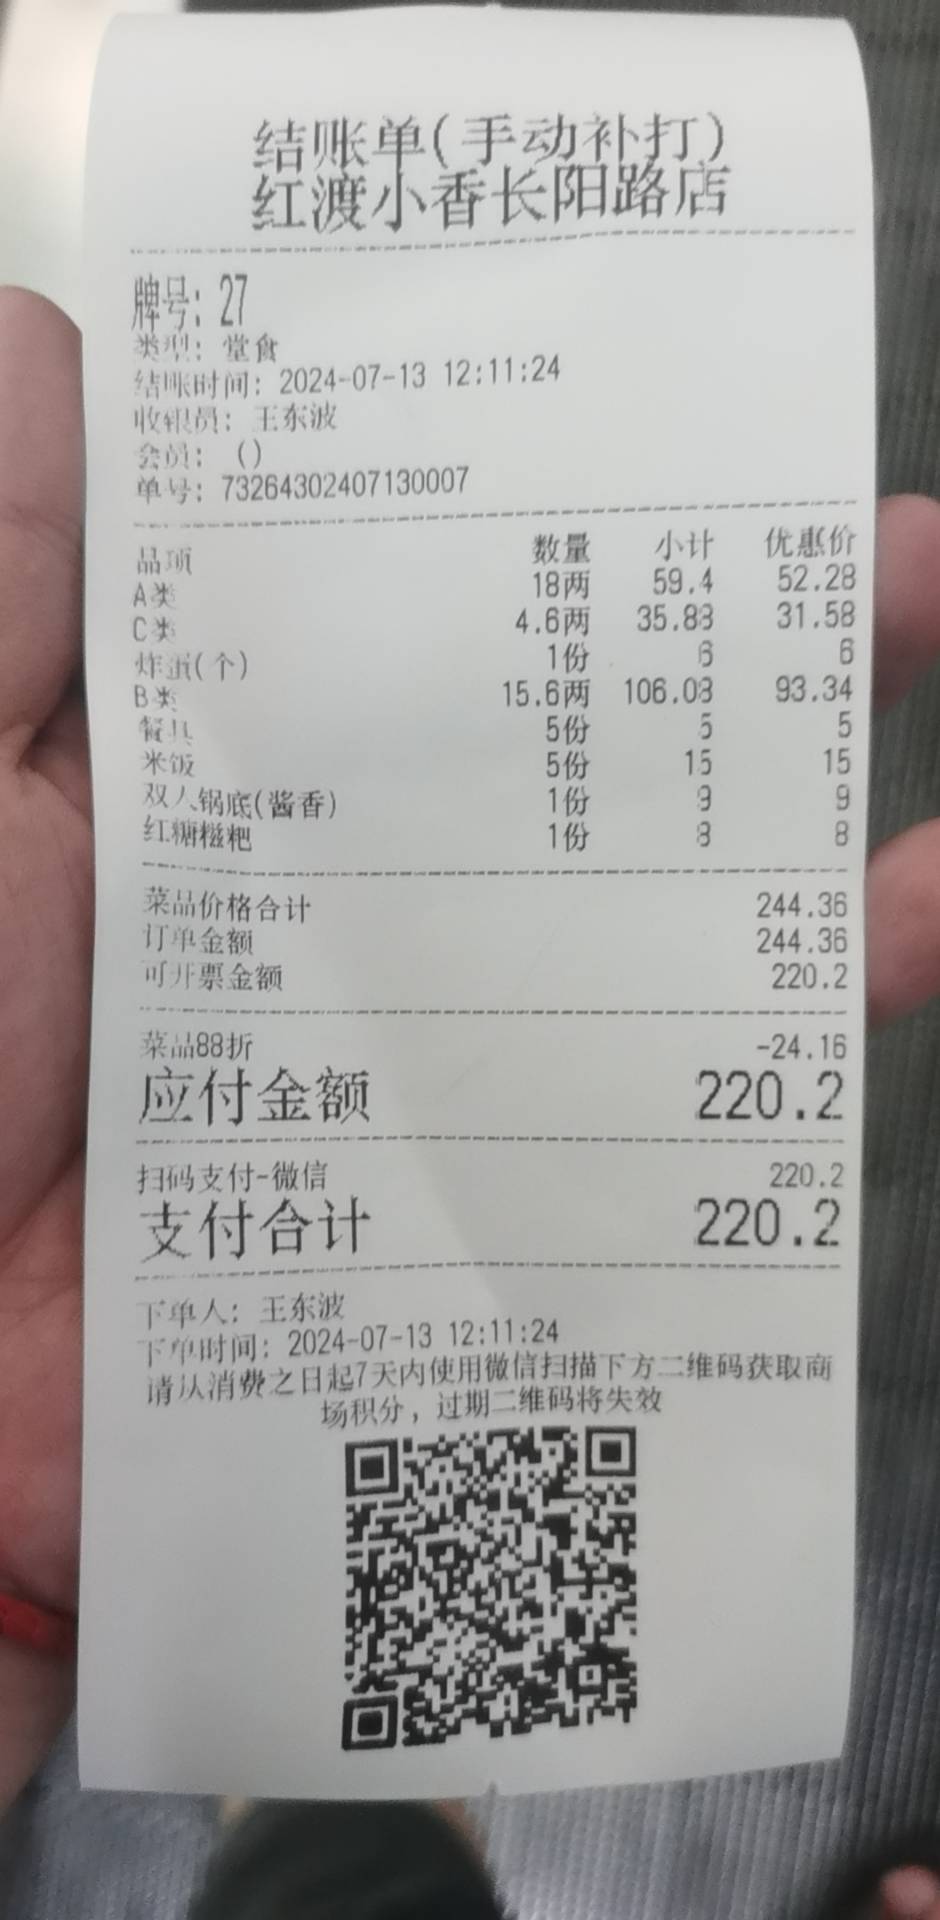 结账单(手动补打)
红渡小香长阳路店
牌号: 27
类型: 堂食
结账时间: 2024-07-13 12:11:24
收银员: 王东波
会员: ()
单号: 73264302407130007
品项 数量 小计 优惠价
A类 18两 59.4 52.28
C类 4.6两 35.88 31.58
炸蛋(个) 1份 6 6
B类 15.6两 106.08 93.34
餐具 5份 5 5
米饭 5份 15 15
双人锅底(酱香) 1份 9 9
红糖糍粑 1份 8 8
菜品价格合计 244.36
订单金额 244.36
可开票金额 220.2
菜品88折 -24.16
应付金额 220.2
扫码支付-微信 220.2
支付合计 220.2
下单人: 王东波
下单时间: 2024-07-13 12:11:24
请从消费之日起7天内使用微信扫描下方二维码获取商
场积分, 过期二维码将失效